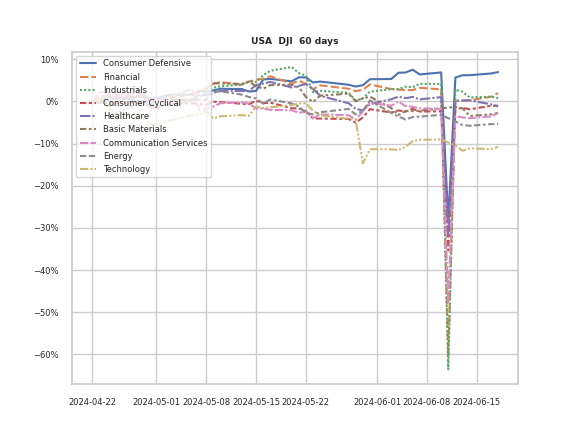 USA  DJI  60 days
10%
0%
−10%
−20%
−30%
−40%
−50%
−60%
Consumer Defensive
Financial
Industrials
Consumer Cyclical
Healthcare
Basic Materials
Communication Services
Energy
Technology
2024-04-22 2024-05-01 2024-05-08 2024-05-15 2024-05-22 2024-06-01 2024-06-08 2024-06-15